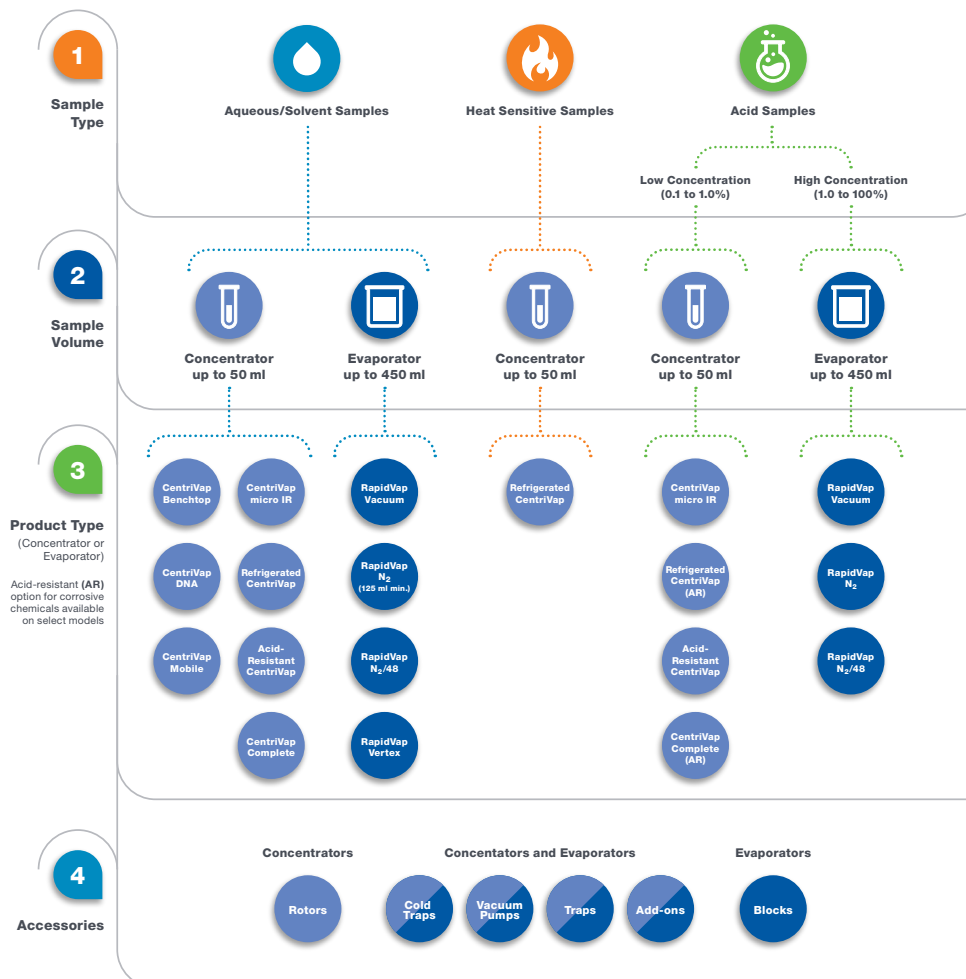 1
Sample
Type
Aqueous/Solvent Samples
Heat Sensitive Samples
Acid Samples
Low Concentration
(0.1 to 1.0%)
High Concentration
(1.0 to 100%)
2
Sample
Volume
Concentrator
up to 50 ml
Evaporator
up to 450 ml
Concentrator
up to 50 ml
Concentrator
up to 50 ml
Evaporator
up to 450 ml
3
Product Type
(Concentrator or
Evaporator)
Acid-resistant (AR)
option for corrosive
chemicals available
on select models
CentriVap
Benchtop
CentriVap
micro IR
RapidVap
Vacuum
Refrigerated
CentriVap
CentriVap
micro IR
RapidVap
Vacuum
CentriVap
DNA
Refrigerated
CentriVap
RapidVap
N₂
(125 ml min.)
Refrigerated
CentriVap
(AR)
RapidVap
N₂
CentriVap
Mobile
Acid-
Resistant
CentriVap
RapidVap
N₂/48
Acid-
Resistant
CentriVap
RapidVap
N₂/48
CentriVap
Complete
RapidVap
Vertex
CentriVap
Complete
(AR)
4
Accessories
Concentrators
Concentators and Evaporators
Evaporators
Rotors
Cold
Traps
Vacuum
Pumps
Traps
Add-ons
Blocks